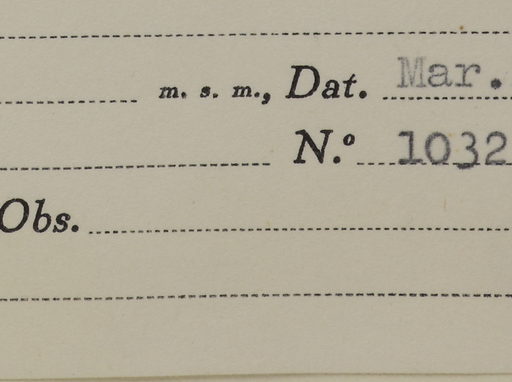 m. s. m., Dat. Mar.
N.º 1032
Obs.